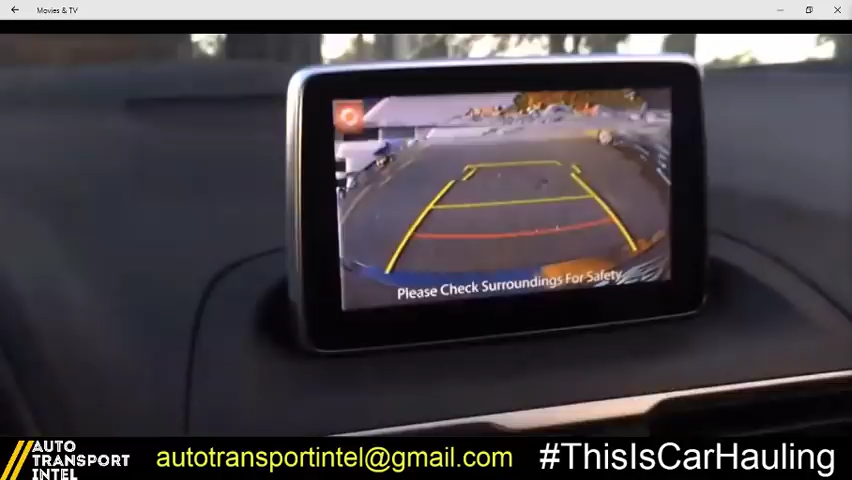 Movies & TV
Please Check Surroundings For Safety
AUTO
TRANSPORT
INTEL
autotransportintel@gmail.com
#ThisIsCarHauling